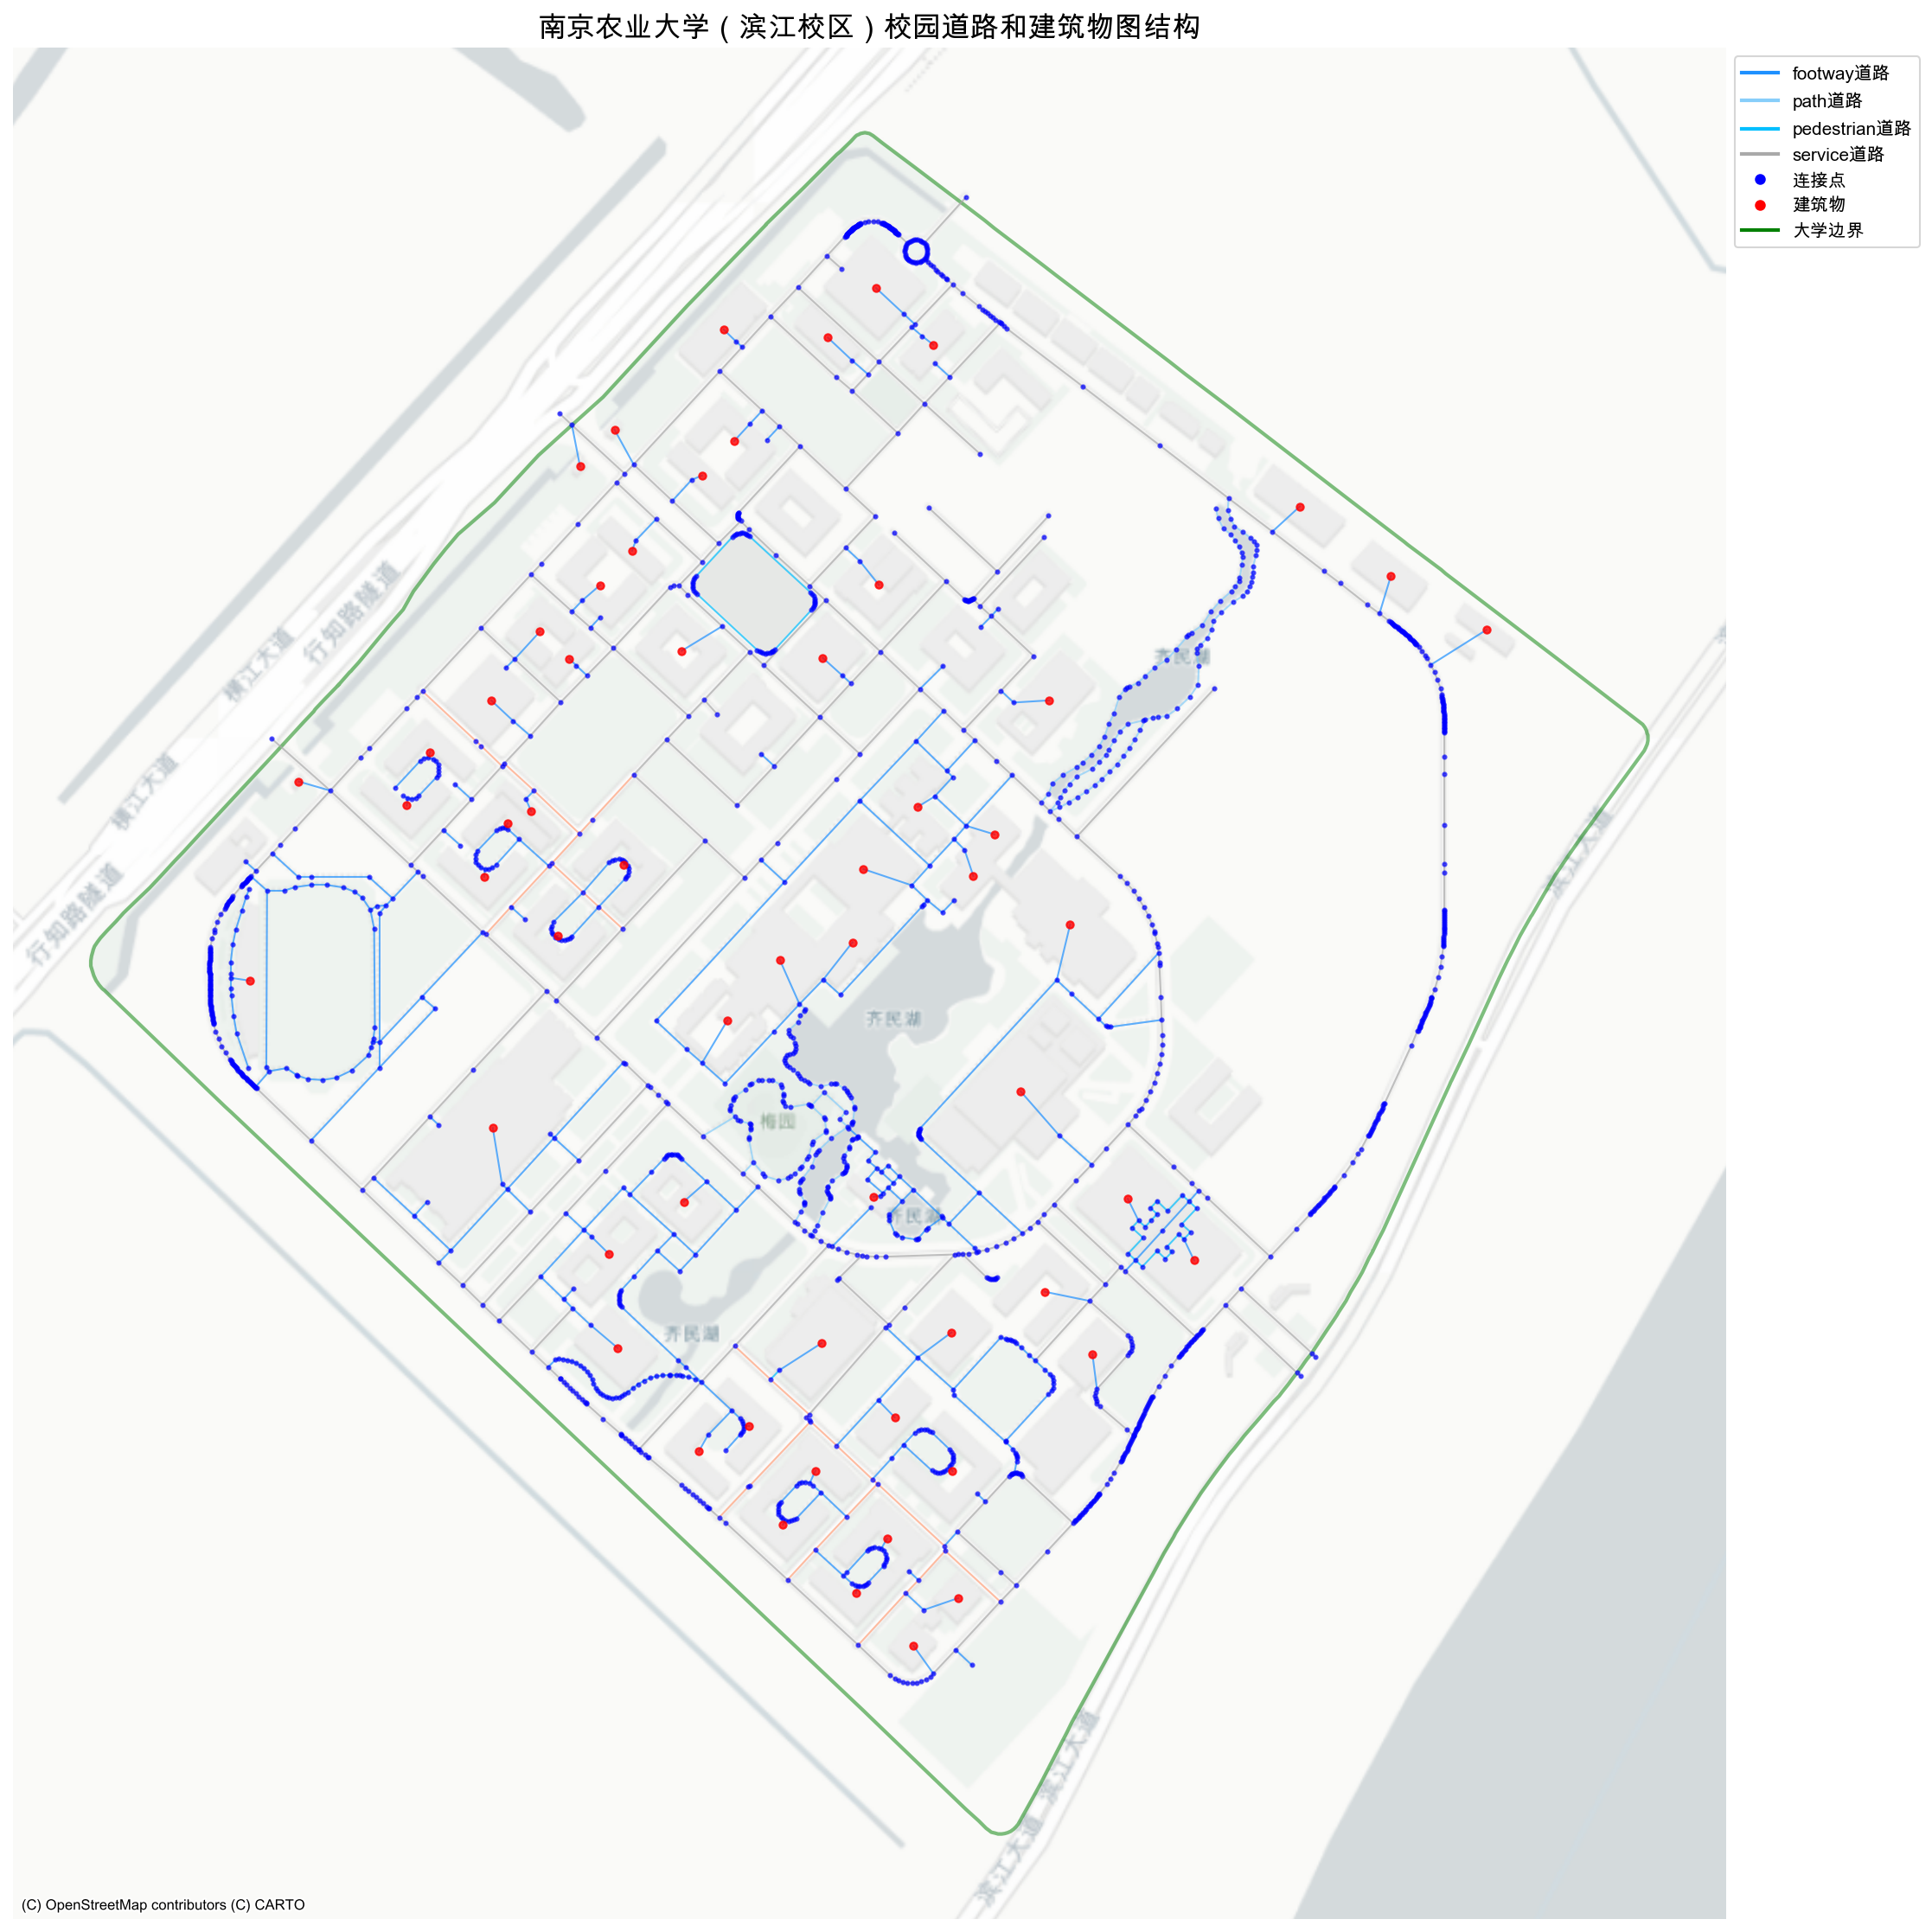 南京农业大学（滨江校区）校园道路和建筑物图结构
footway道路
path道路
pedestrian道路
service道路
连接点
建筑物
大学边界
行知路隧道
横江大道
齐民湖
横江大道
滨江大道
行知路隧道
齐民湖
梅园
齐民湖
齐民湖
滨江大道
滨江大道
(C) OpenStreetMap contributors (C) CARTO